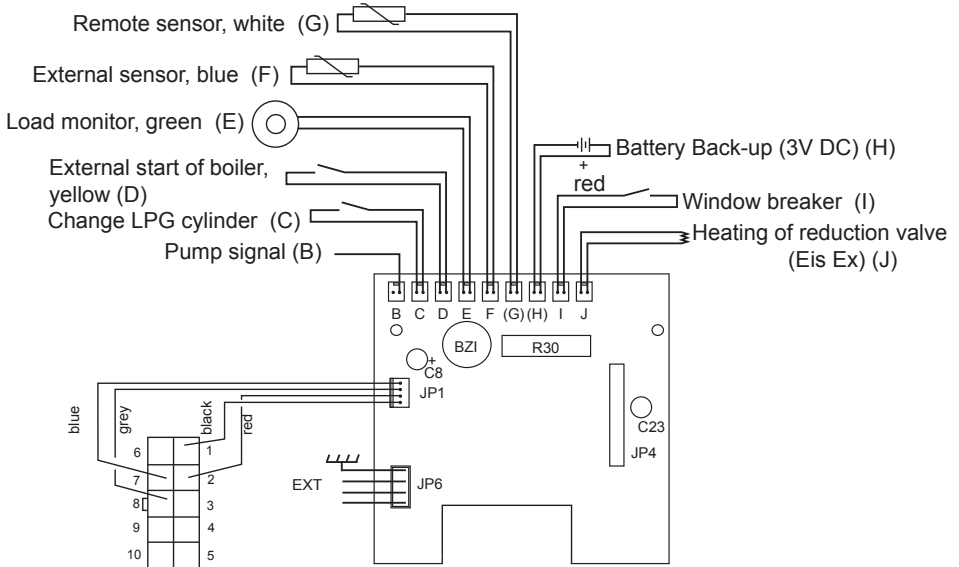 Remote sensor, white (G)
External sensor, blue (F)
Load monitor, green (E)
External start of boiler,
yellow (D)
Change LPG cylinder (C)
Pump signal (B)
Battery Back-up (3V DC) (H)
+
red
Window breaker (I)
Heating of reduction valve
(Eis Ex) (J)
B C D E F (G) (H) I J
BZI
R30
+
C8
JP1
C23
JP4
blue
grey
black
red
6 1
7 2
8 3
9 4
10 5
EXT
JP6